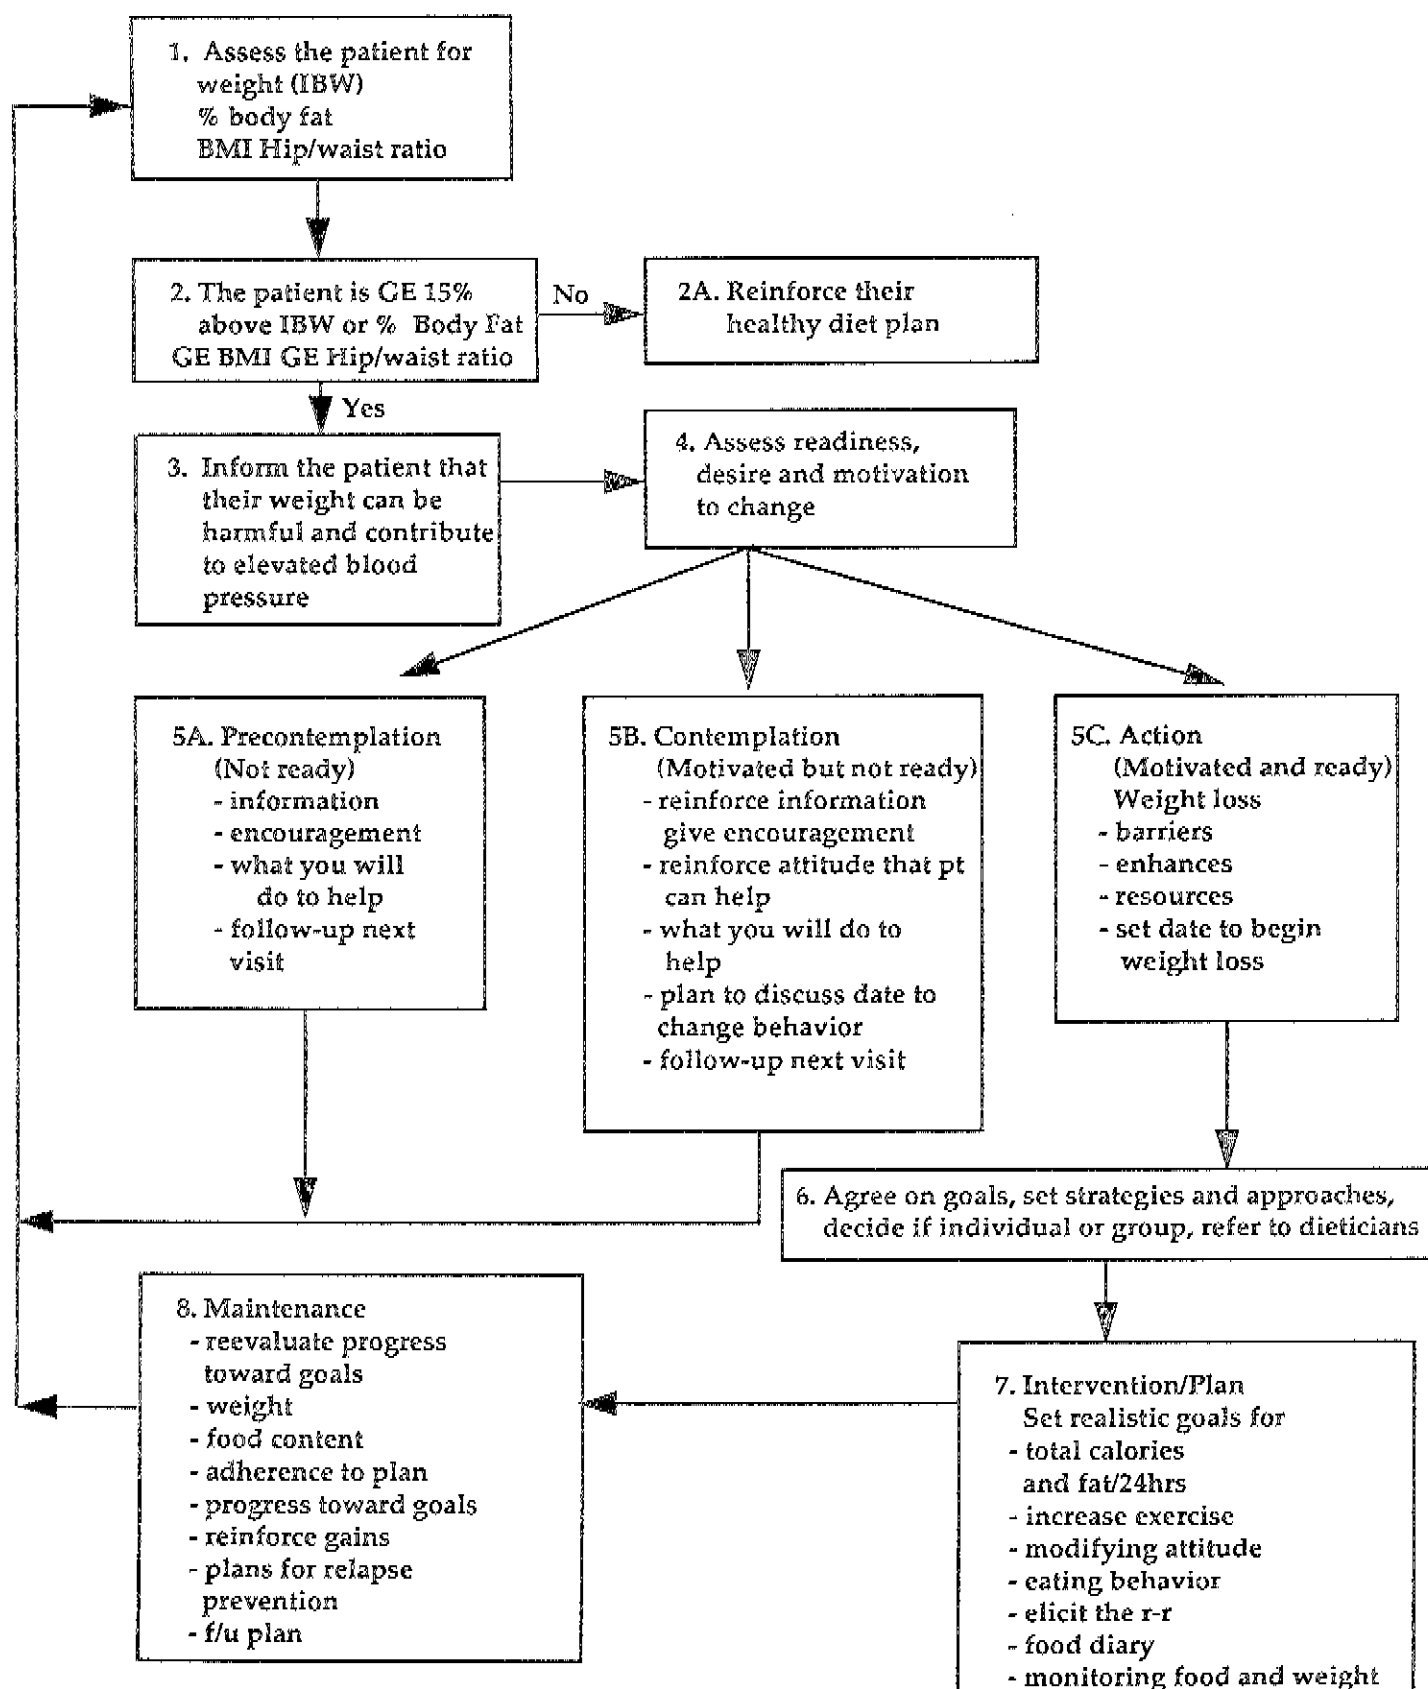 1. Assess the patient for
weight (IBW)
% body fat
BMI Hip/waist ratio
2. The patient is GE 15%
above IBW or % Body Fat
GE BMI GE Hip/waist ratio
No
2A. Reinforce their
healthy diet plan
Yes
3. Inform the patient that
their weight can be
harmful and contribute
to elevated blood
pressure
4. Assess readiness,
desire and motivation
to change
5A. Precontemplation
(Not ready)
- information
- encouragement
- what you will
do to help
- follow-up next
visit
5B. Contemplation
(Motivated but not ready)
- reinforce information
give encouragement
- reinforce attitude that pt
can help
- what you will do to
help
- plan to discuss date to
change behavior
- follow-up next visit
5C. Action
(Motivated and ready)
Weight loss
- barriers
- enhances
- resources
- set date to begin
weight loss
6. Agree on goals, set strategies and approaches,
decide if individual or group, refer to dieticians
7. Intervention/Plan
Set realistic goals for
- total calories
and fat/24hrs
- increase exercise
- modifying attitude
- eating behavior
- elicit the r-r
- food diary
- monitoring food and weight
8. Maintenance
- reevaluate progress
toward goals
- weight
- food content
- adherence to plan
- progress toward goals
- reinforce gains
- plans for relapse
prevention
- f/u plan